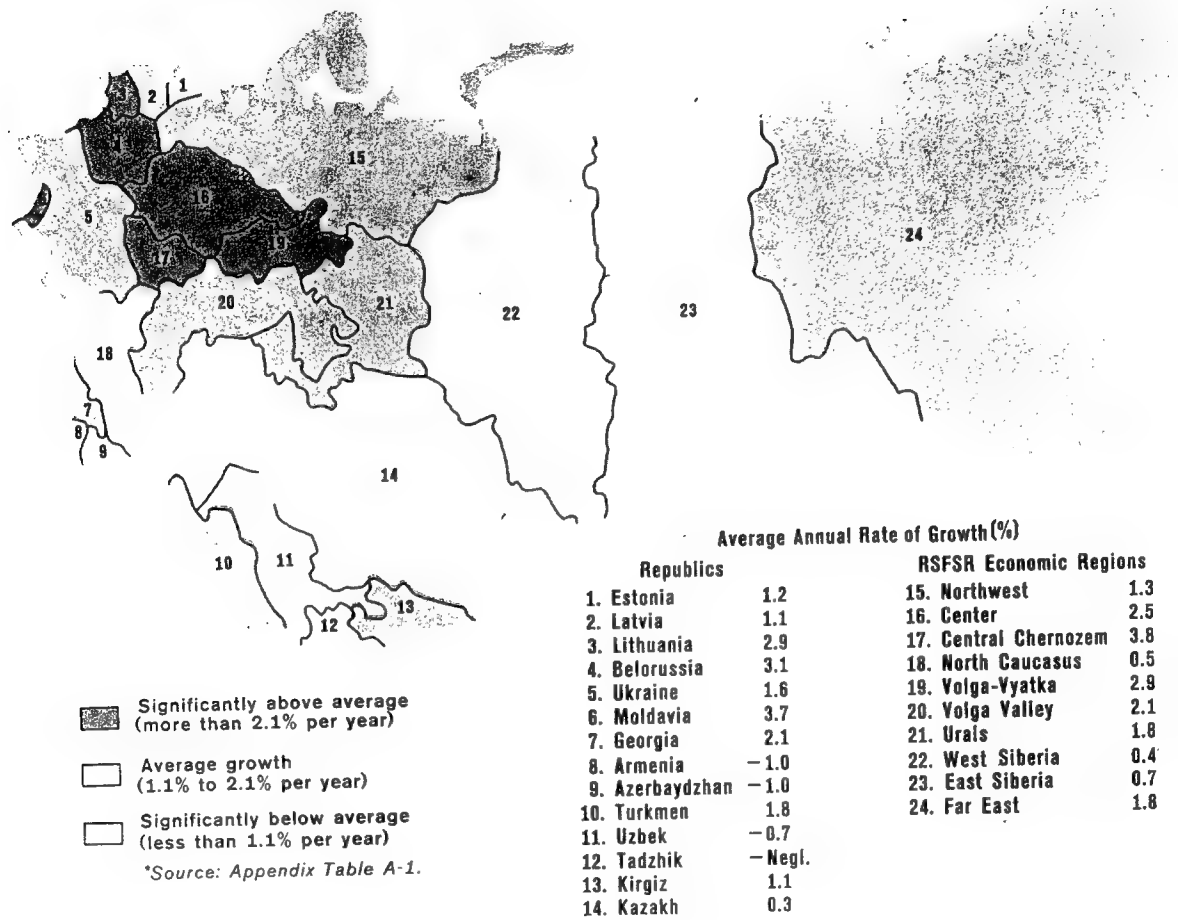 3
2
1
4
15
16
5
19
24
17
20
21
22
23
18
7
8
9
14
10
11
13
12
Average Annual Rate of Growth (%)
Republics
1. Estonia 1.2
2. Latvia 1.1
3. Lithuania 2.9
4. Belorussia 3.1
5. Ukraine 1.6
6. Moldavia 3.7
7. Georgia 2.1
8. Armenia −1.0
9. Azerbaydzhan −1.0
10. Turkmen 1.8
11. Uzbek −0.7
12. Tadzhik −Negl.
13. Kirgiz 1.1
14. Kazakh 0.3
RSFSR Economic Regions
15. Northwest 1.3
16. Center 2.5
17. Central Chernozem 3.8
18. North Caucasus 0.5
19. Volga-Vyatka 2.9
20. Volga Valley 2.1
21. Urals 1.8
22. West Siberia 0.4
23. East Siberia 0.7
24. Far East 1.8
Significantly above average
(more than 2.1% per year)
Average growth
(1.1% to 2.1% per year)
Significantly below average
(less than 1.1% per year)
*Source: Appendix Table A-1.